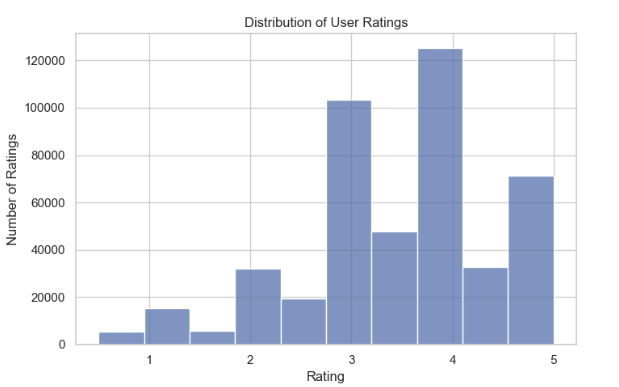 Distribution of User Ratings
120000
100000
80000
60000
40000
20000
0
Number of Ratings
1 2 3 4 5
Rating